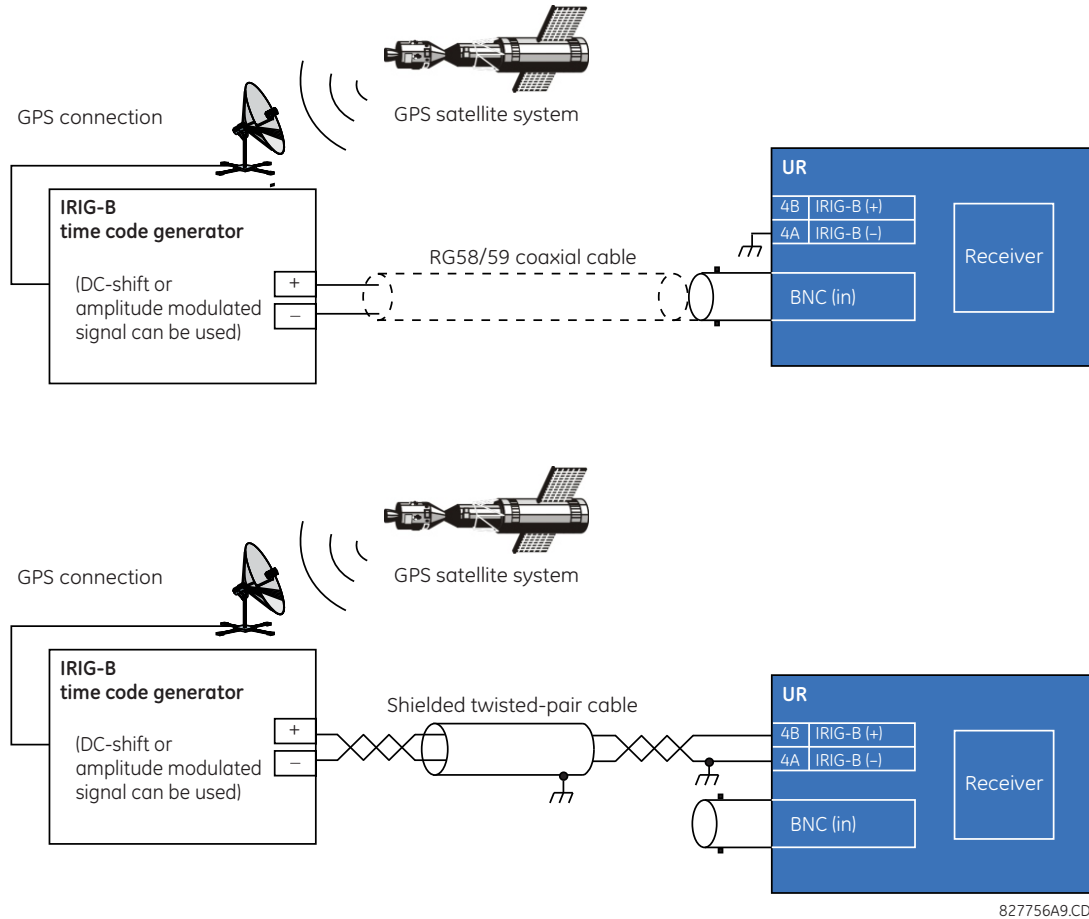 GPS connection
GPS satellite system
IRIG-B
time code generator
(DC-shift or
amplitude modulated
signal can be used)
+
–
RG58/59 coaxial cable
UR
4B IRIG-B (+)
4A IRIG-B (–)
BNC (in)
Receiver
GPS connection
GPS satellite system
IRIG-B
time code generator
(DC-shift or
amplitude modulated
signal can be used)
+
–
Shielded twisted-pair cable
UR
4B IRIG-B (+)
4A IRIG-B (–)
BNC (in)
Receiver
827756A9.CD